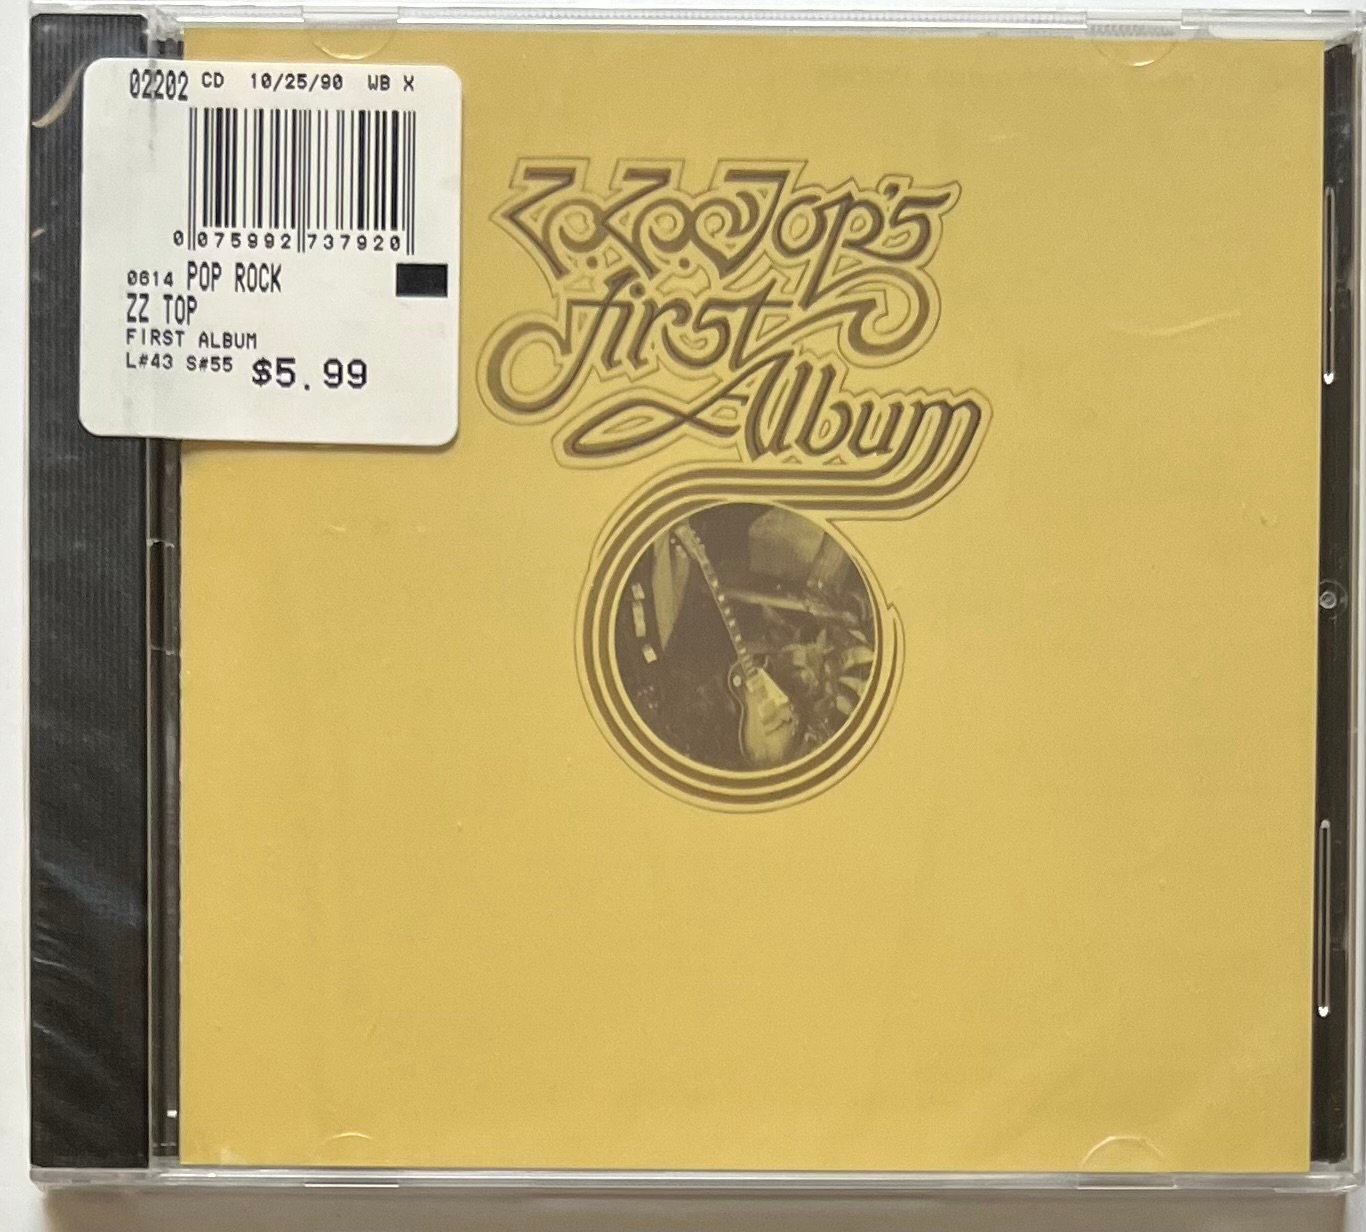 02202 CD 10/25/90 WB X
0 075992 737920
0614 POP ROCK
ZZ TOP
FIRST ALBUM
L#43 S#55 $5.99
Z.Z. Top's
first
Album